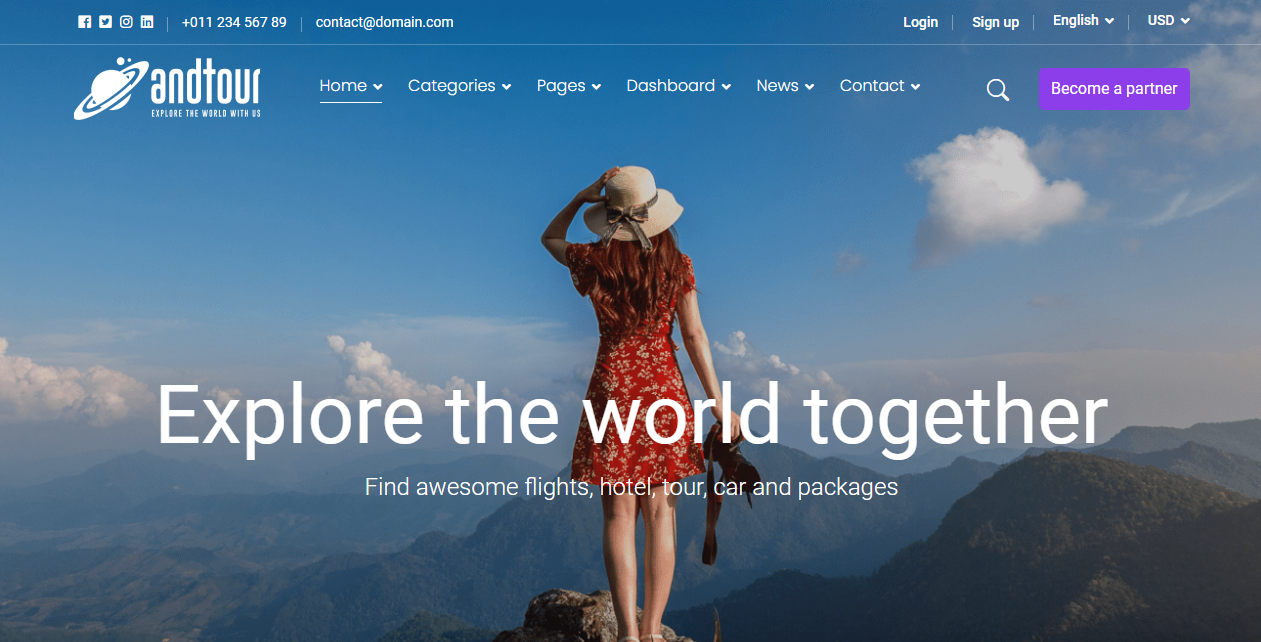 +011 234 567 89 contact@domain.com Login Sign up English USD
andtour
EXPLORE THE WORLD WITH US
Home Categories Pages Dashboard News Contact Become a partner
Explore the world together
Find awesome flights, hotel, tour, car and packages